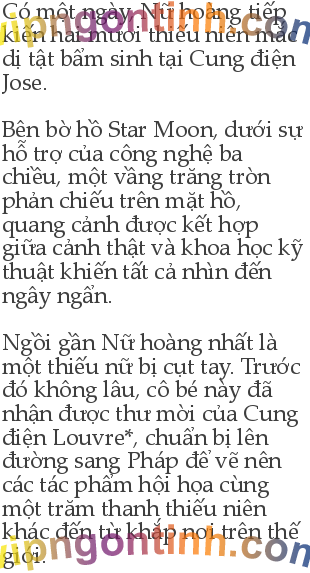 Có một ngày, Nữ hoàng tiếp
kiến hai mươi thiếu niên mắc
dị tật bẩm sinh tại Cung điện
Jose.
Bên bờ hồ Star Moon, dưới sự
hỗ trợ của công nghệ ba
chiều, một vầng trăng tròn
phản chiếu trên mặt hồ,
quang cảnh được kết hợp
giữa cảnh thật và khoa học kỹ
thuật khiến tất cả nhìn đến
ngây ngẩn.
Ngồi gần Nữ hoàng nhất là
một thiếu nữ bị cụt tay. Trước
đó không lâu, cô bé này đã
nhận được thư mời của Cung
điện Louvre*, chuẩn bị lên
đường sang Pháp để vẽ nên
các tác phẩm hội họa cùng
một trăm thanh thiếu niên
khác đến từ khắp nơi trên thế
giới.
vipngontinh.com
vipngontinh.com